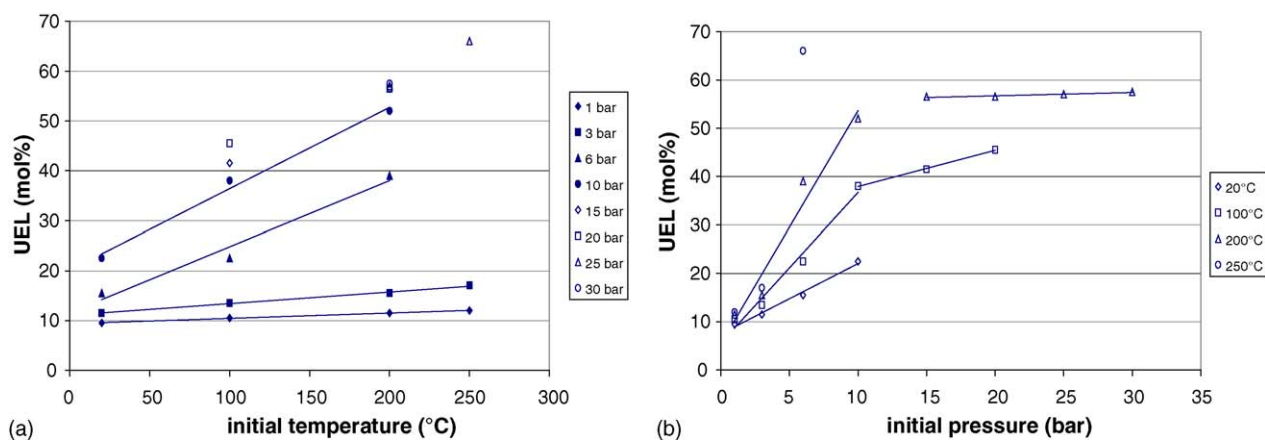 70
60
50
40
30
20
10
0
0 50 100 150 200 250 300
UEL (mol%)
initial temperature (°C)
(a)
1 bar
3 bar
6 bar
10 bar
15 bar
20 bar
25 bar
30 bar
70
60
50
40
30
20
10
0
0 5 10 15 20 25 30 35
UEL (mol%)
initial pressure (bar)
(b)
20°C
100°C
200°C
250°C